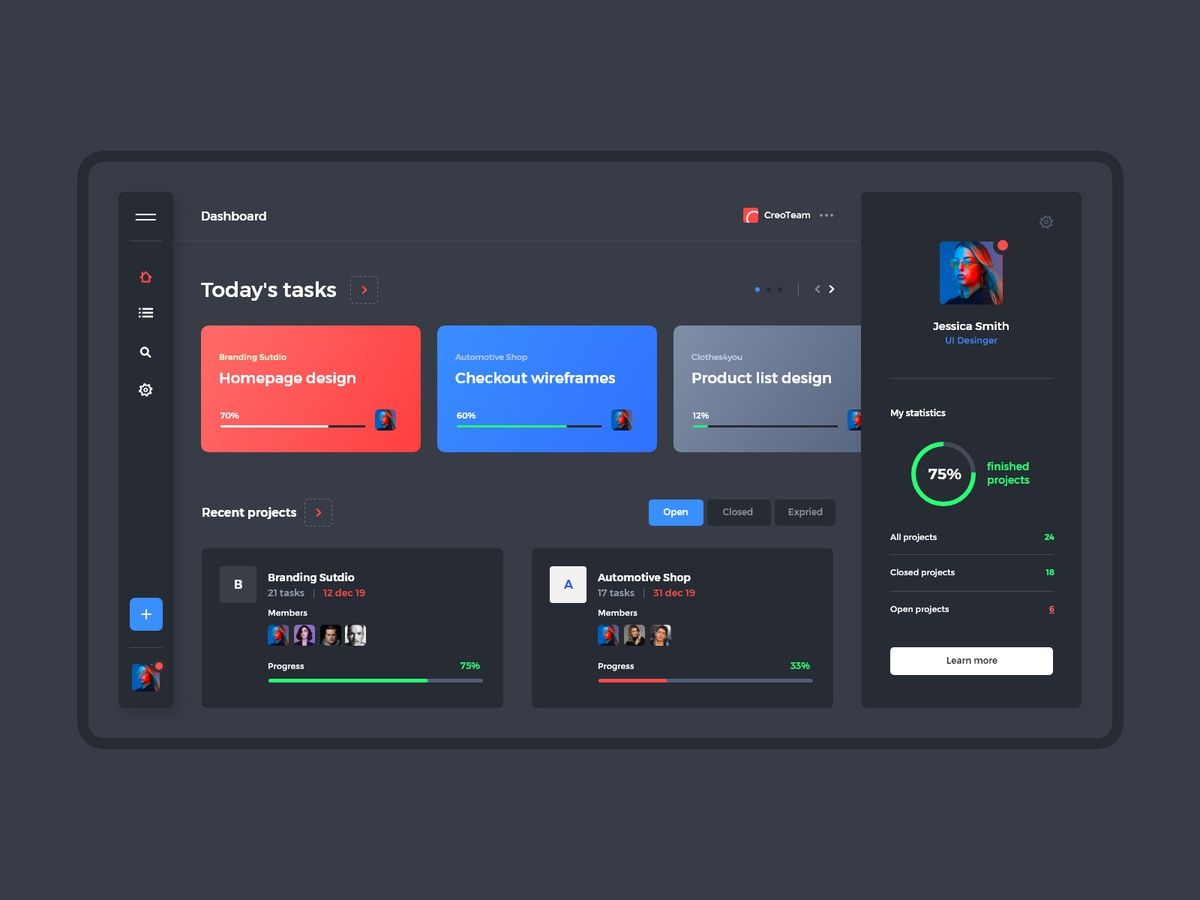 Dashboard
CreoTeam
Today's tasks
Branding Sutdio
Homepage design
70%
Automotive Shop
Checkout wireframes
60%
Clothes4you
Product list design
12%
Recent projects
Open
Closed
Expried
B
Branding Sutdio
21 tasks | 12 dec 19
Members
Progress
75%
A
Automotive Shop
17 tasks | 31 dec 19
Members
Progress
33%
Jessica Smith
UI Desinger
My statistics
75%
finished
projects
All projects 24
Closed projects 18
Open projects 6
Learn more